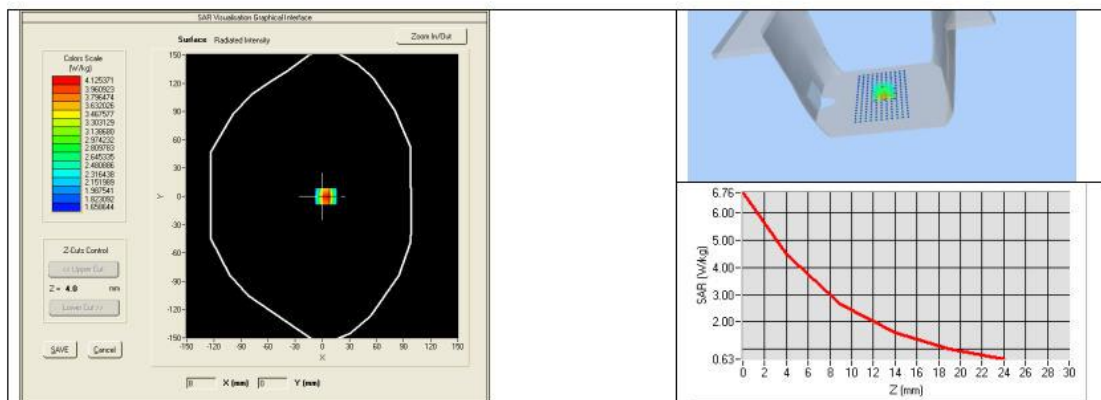 SAR Visualisation Graphical Interface
Surface Radiated Intensity
Zoom In/Out
Colors Scale
(W/kg)
4.125371
3.960923
3.796474
3.632026
3.467577
3.303129
3.138680
2.974232
2.809783
2.645335
2.480886
2.316438
2.151989
1.987541
1.823092
1.658644
150
120
90
60
30
0
-30
-60
-90
-120
-150
Y
-150 -120 -90 -60 -30 0 30 60 90 120 150
X
Z-Cuts Control
<< Upper Cut
Z = 4.0 mm
Lower Cut >>
SAVE Cancel
8 X (mm) 0 Y (mm)
6.76
6.00
5.00
4.00
3.00
2.00
0.63
SAR (W/kg)
0 2 4 6 8 10 12 14 16 18 20 22 24 26 28 30
Z (mm)